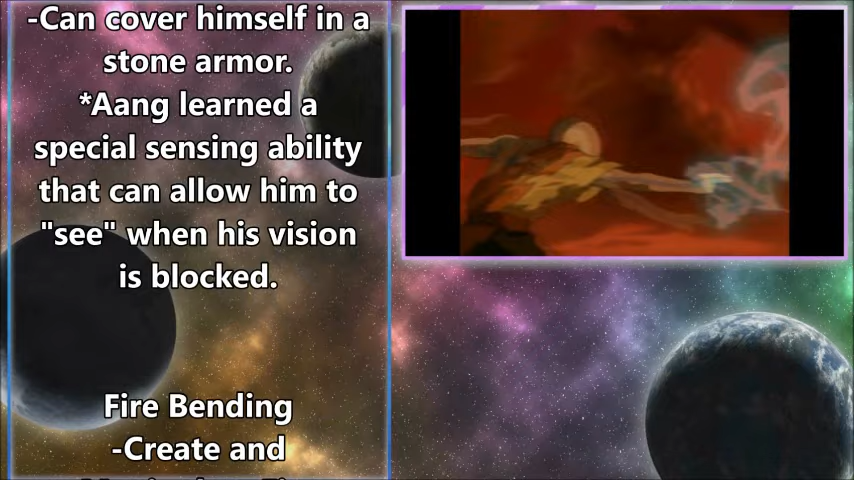 -Can cover himself in a
stone armor.
*Aang learned a
special sensing ability
that can allow him to
"see" when his vision
is blocked.
Fire Bending
-Create and